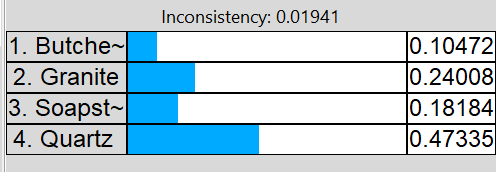 Inconsistency: 0.01941
1. Butche~ 0.10472
2. Granite 0.24008
3. Soapst~ 0.18184
4. Quartz 0.47335